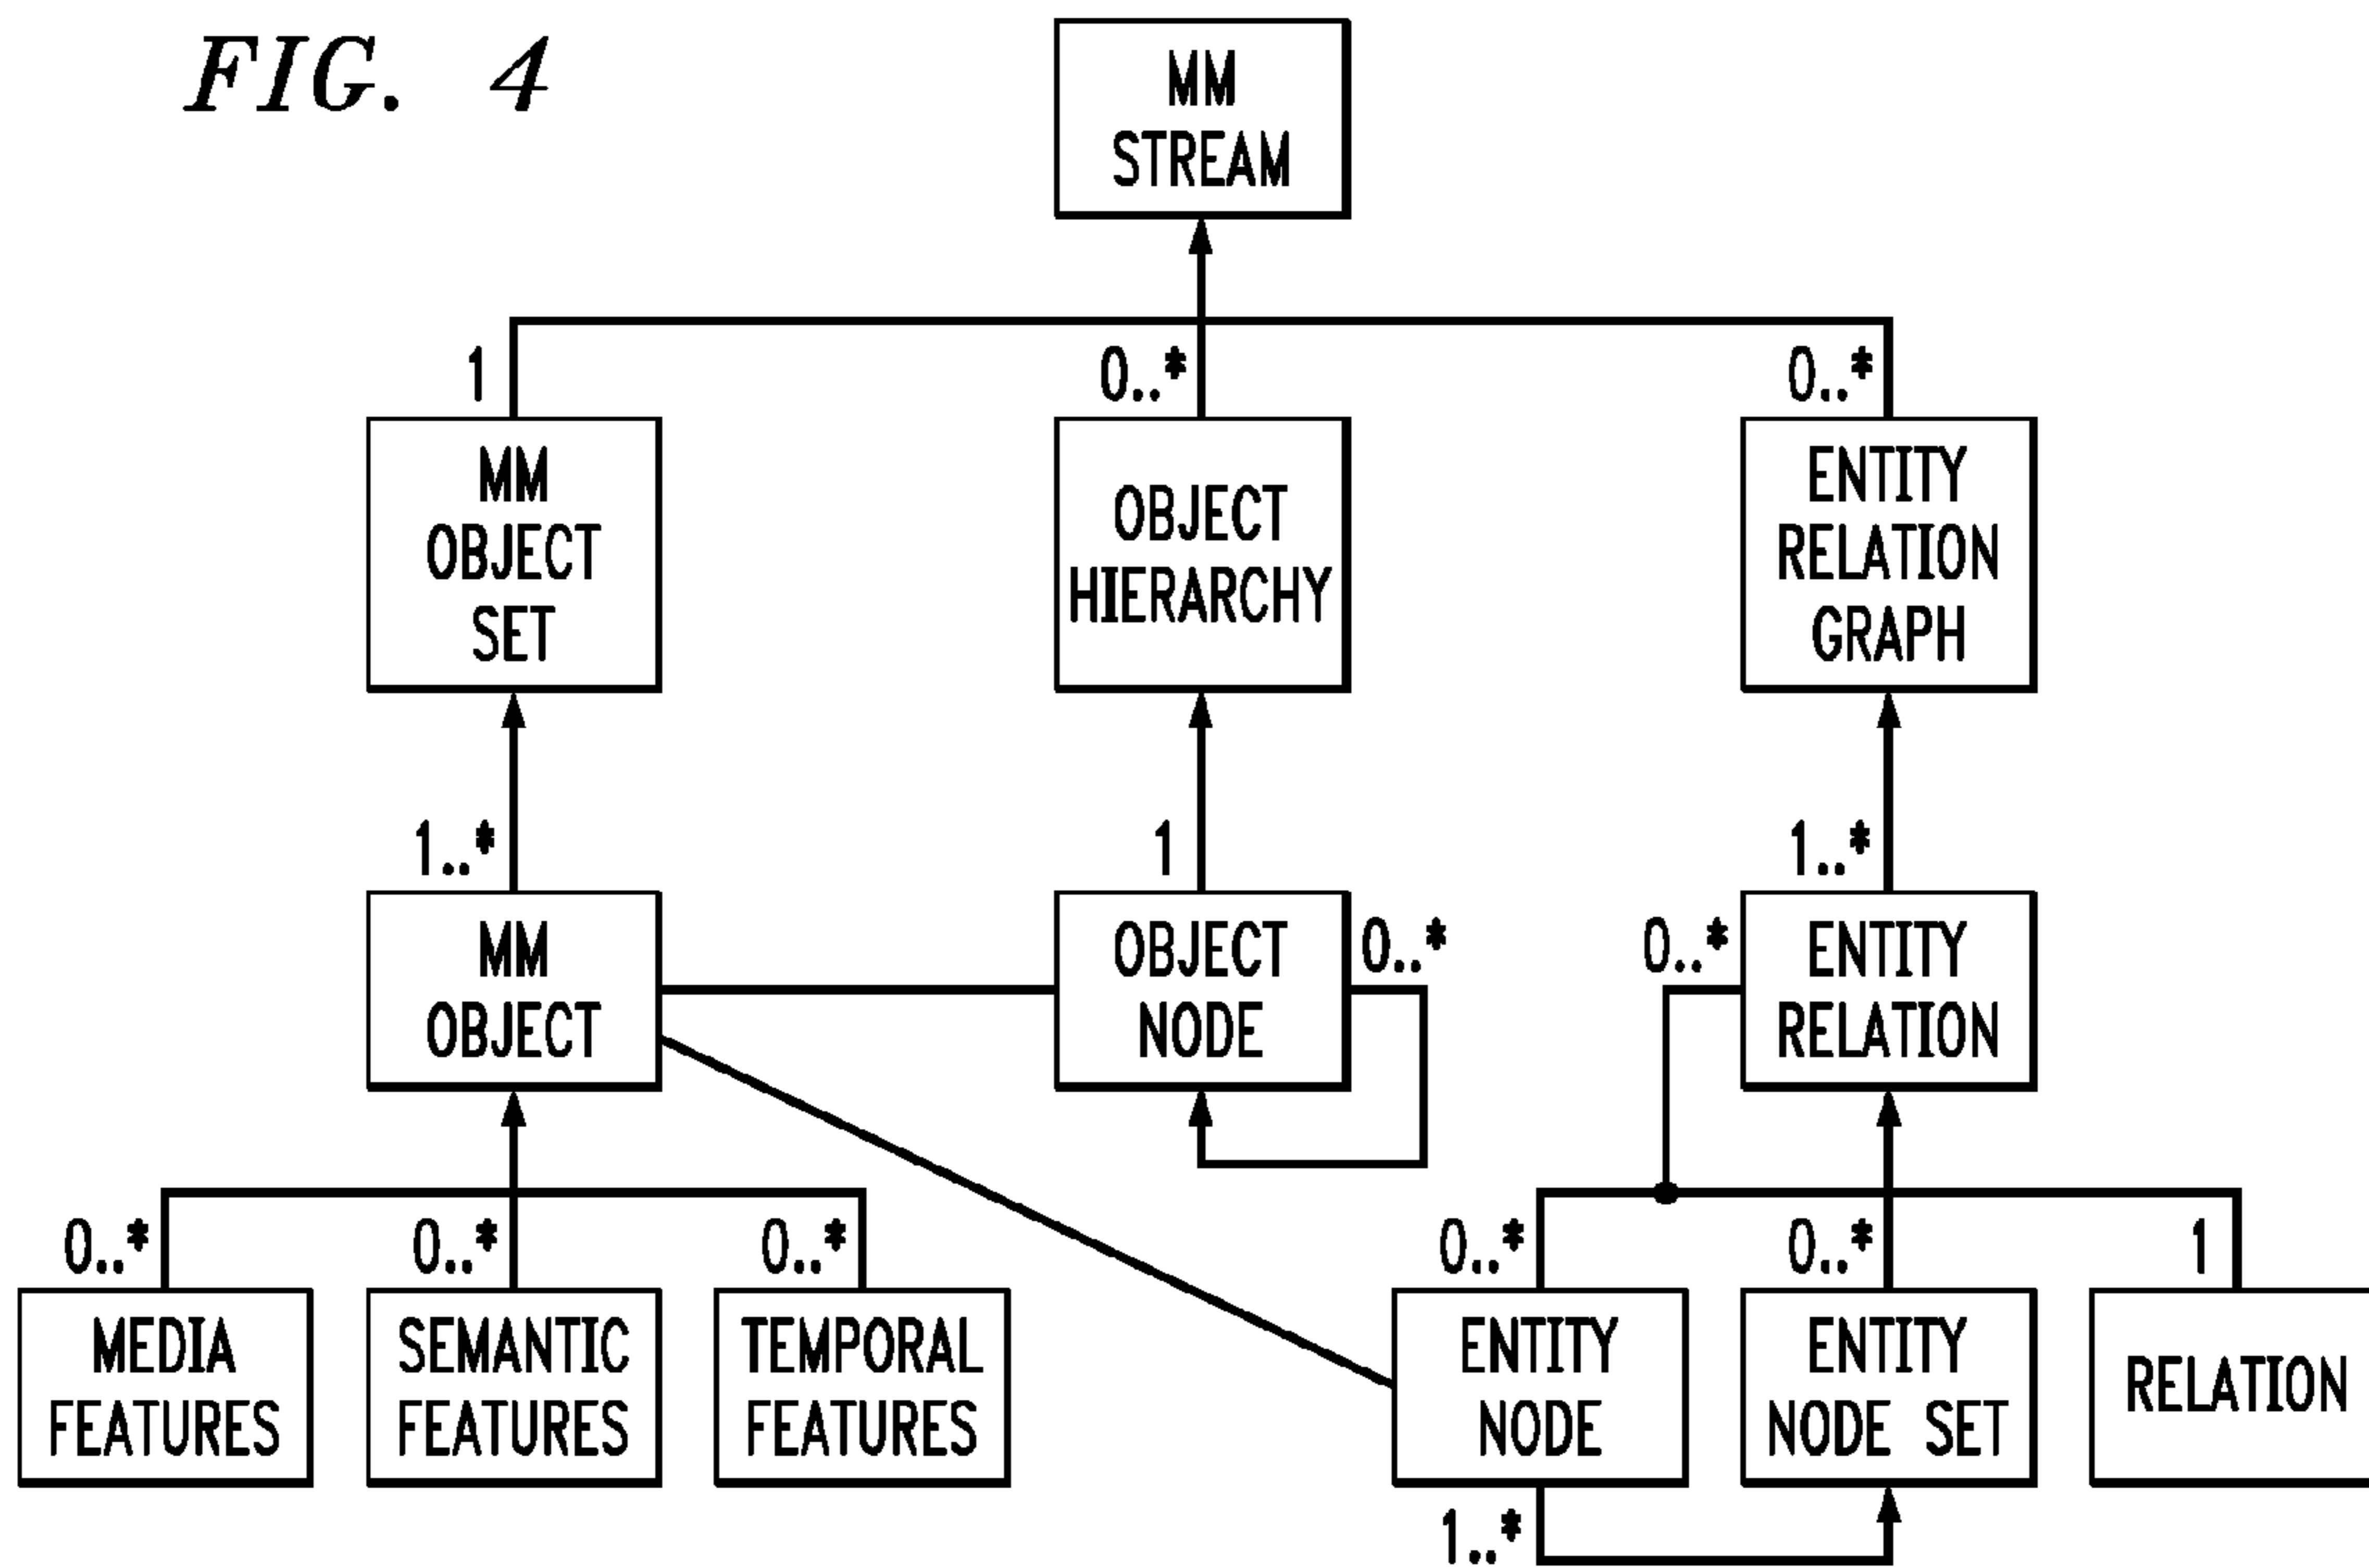 FIG. 4
MM
STREAM
1
0..*
0..*
MM
OBJECT
SET
OBJECT
HIERARCHY
ENTITY
RELATION
GRAPH
1..*
1
1..*
MM
OBJECT
OBJECT
NODE
0..*
0..*
ENTITY
RELATION
0..*
0..*
0..*
0..*
0..*
1
MEDIA
FEATURES
SEMANTIC
FEATURES
TEMPORAL
FEATURES
ENTITY
NODE
ENTITY
NODE SET
RELATION
1..*